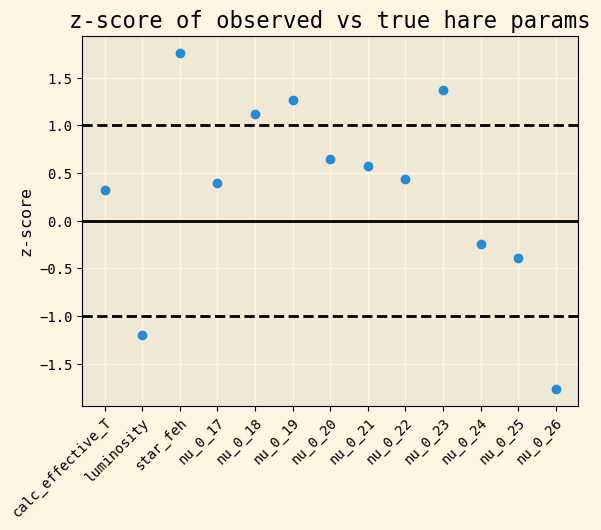 z-score of observed vs true hare params
z-score
1.5
1.0
0.5
0.0
−0.5
−1.0
−1.5
calc_effective_T
luminosity
star_feh
nu_0_17
nu_0_18
nu_0_19
nu_0_20
nu_0_21
nu_0_22
nu_0_23
nu_0_24
nu_0_25
nu_0_26